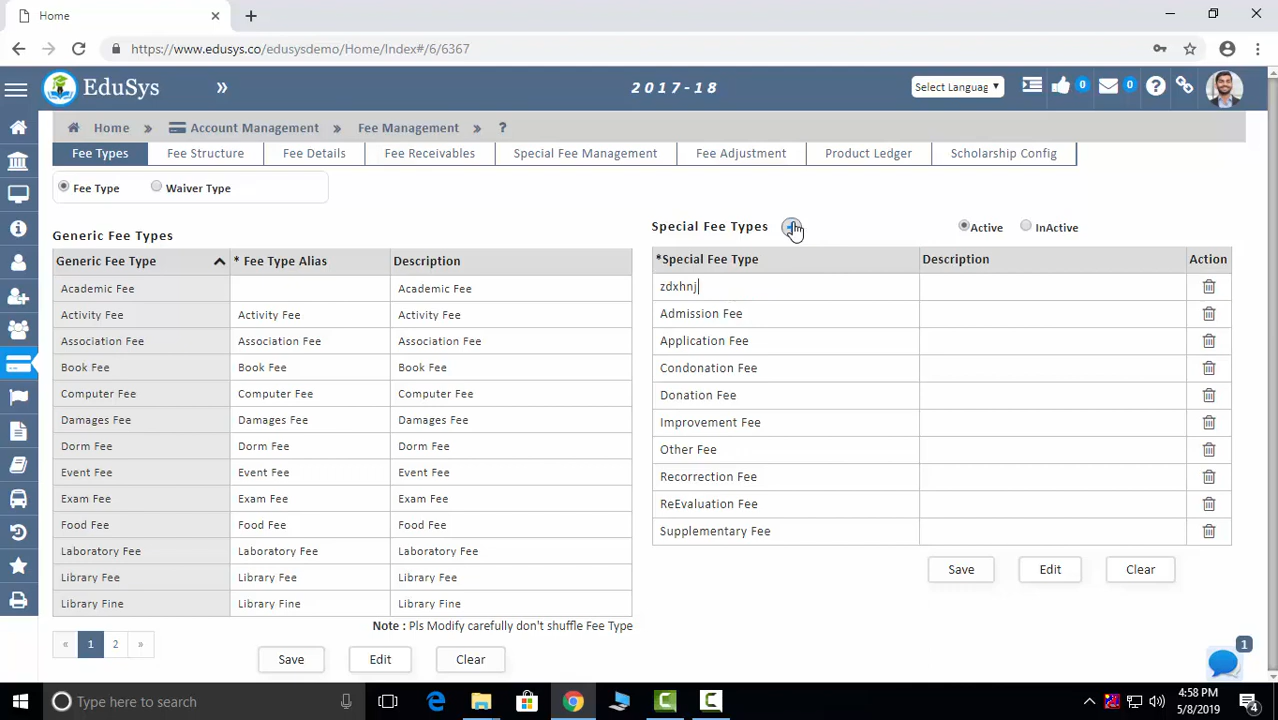 Home
https://www.edusys.co/edusysdemo/Home/Index#/6/6367
EduSys » 2017-18 Select Languag 0 0
Home » Account Management » Fee Management » ?
Fee Types Fee Structure Fee Details Fee Receivables Special Fee Management Fee Adjustment Product Ledger Scholarship Config
Fee Type Waiver Type
Generic Fee Types
Generic Fee Type * Fee Type Alias Description
Academic Fee Academic Fee
Activity Fee Activity Fee Activity Fee
Association Fee Association Fee Association Fee
Book Fee Book Fee Book Fee
Computer Fee Computer Fee Computer Fee
Damages Fee Damages Fee Damages Fee
Dorm Fee Dorm Fee Dorm Fee
Event Fee Event Fee Event Fee
Exam Fee Exam Fee Exam Fee
Food Fee Food Fee Food Fee
Laboratory Fee Laboratory Fee Laboratory Fee
Library Fee Library Fee Library Fee
Library Fine Library Fine Library Fine
Note : Pls Modify carefully don't shuffle Fee Type
« 1 2 »
Save Edit Clear
Special Fee Types Active InActive
*Special Fee Type Description Action
zdxhnj
Admission Fee
Application Fee
Condonation Fee
Donation Fee
Improvement Fee
Other Fee
Recorrection Fee
ReEvaluation Fee
Supplementary Fee
Save Edit Clear
1
Type here to search
4:58 PM
5/8/2019
4